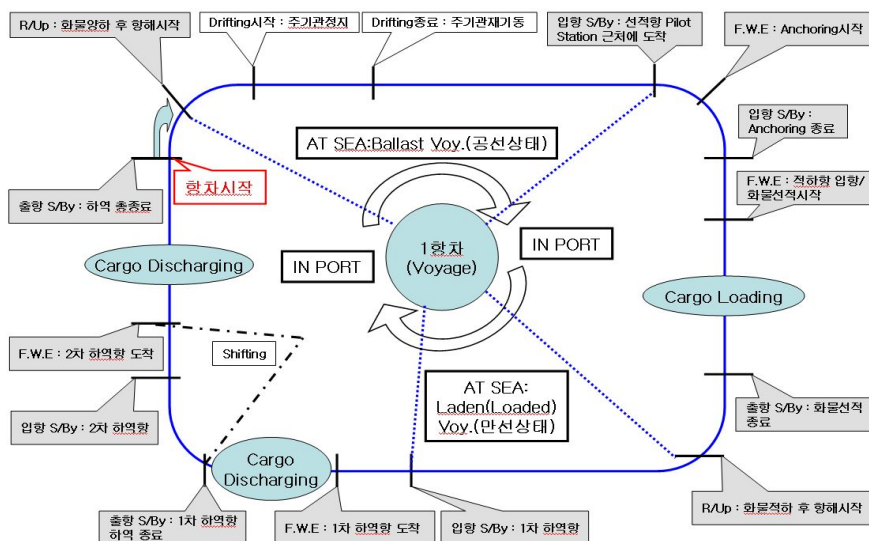 R/Up : 화물양하 후 항해시작
Drifting시작 : 주기관정지
Drifting종료 : 주기관재기동
입항 S/By : 선적항 Pilot
Station 근처에 도착
F.W.E : Anchoring시작
입항 S/By :
Anchoring 종료
AT SEA:Ballast Voy.(공선상태)
항차시작
출항 S/By : 하역 총종료
F.W.E : 적하항 입항/
화물선적시작
1항차
(Voyage)
IN PORT
IN PORT
Cargo Discharging
Cargo Loading
F.W.E : 2차 하역항 도착
Shifting
AT SEA:
Laden(Loaded)
Voy.(만선상태)
입항 S/By : 2차 하역항
출항 S/By : 화물선적
종료
Cargo
Discharging
출항 S/By : 1차 하역항
하역 종료
F.W.E : 1차 하역항 도착
입항 S/By : 1차 하역항
R/Up : 화물적하 후 항해시작